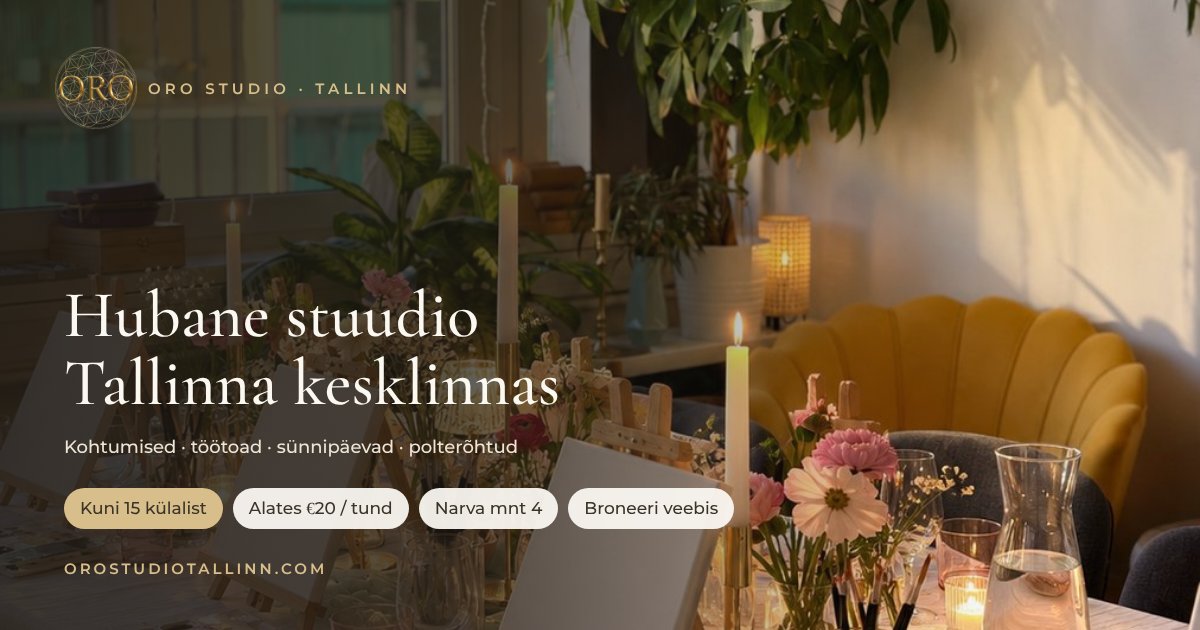 ORO
ORO STUDIO · TALLINN
Hubane stuudio
Tallinna kesklinnas
Kohtumised · töötoad · sünnipäevad · polterõhtud
Kuni 15 külalist
Alates €20 / tund
Narva mnt 4
Broneeri veebis
OROSTUDIOTALLINN.COM